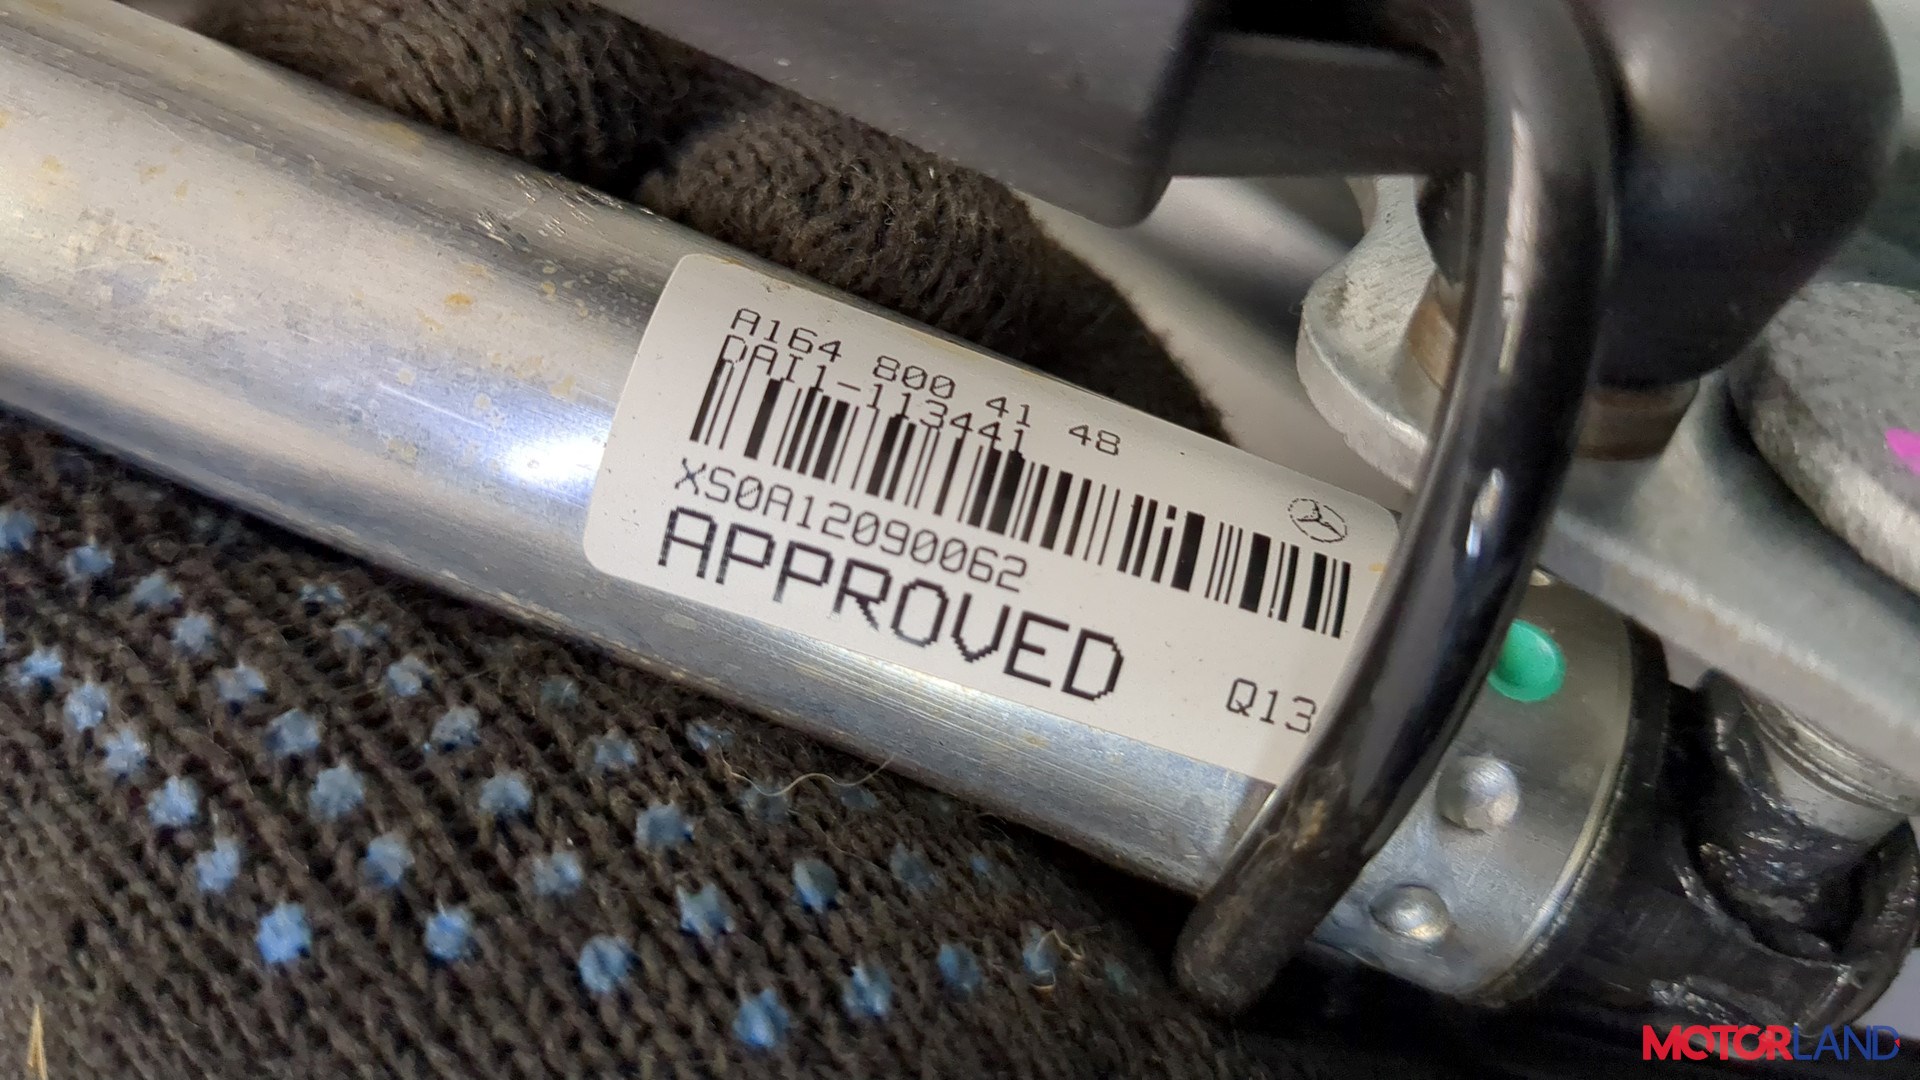 A164 800 41 48
DAI1-113441
XS0A12090062
APPROVED
Q13
MOTORLAND